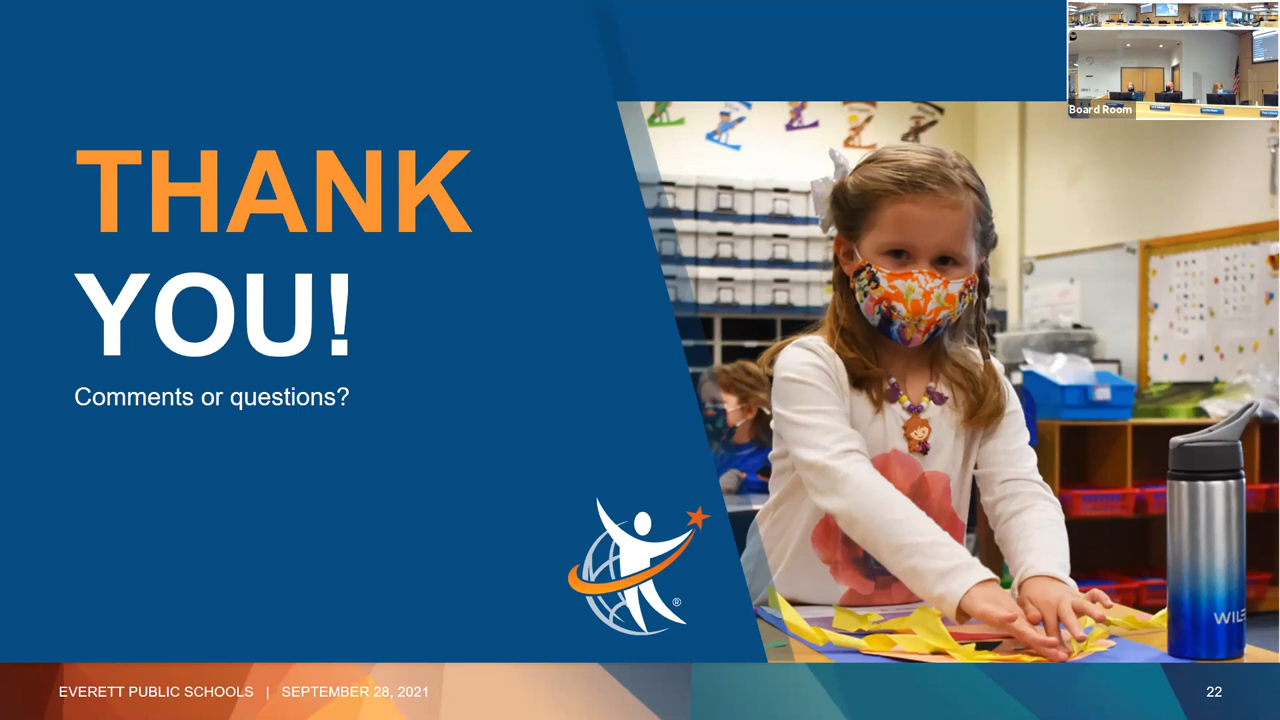 Board Room
THANK
YOU!
Comments or questions?
®
WIL
EVERETT PUBLIC SCHOOLS | SEPTEMBER 28, 2021
22